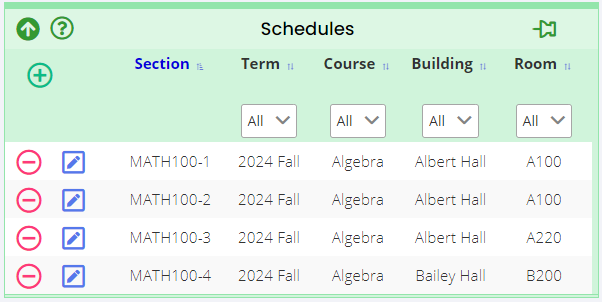 Schedules
Section Term Course Building Room
All All All All
MATH100-1 2024 Fall Algebra Albert Hall A100
MATH100-2 2024 Fall Algebra Albert Hall A100
MATH100-3 2024 Fall Algebra Albert Hall A220
MATH100-4 2024 Fall Algebra Bailey Hall B200